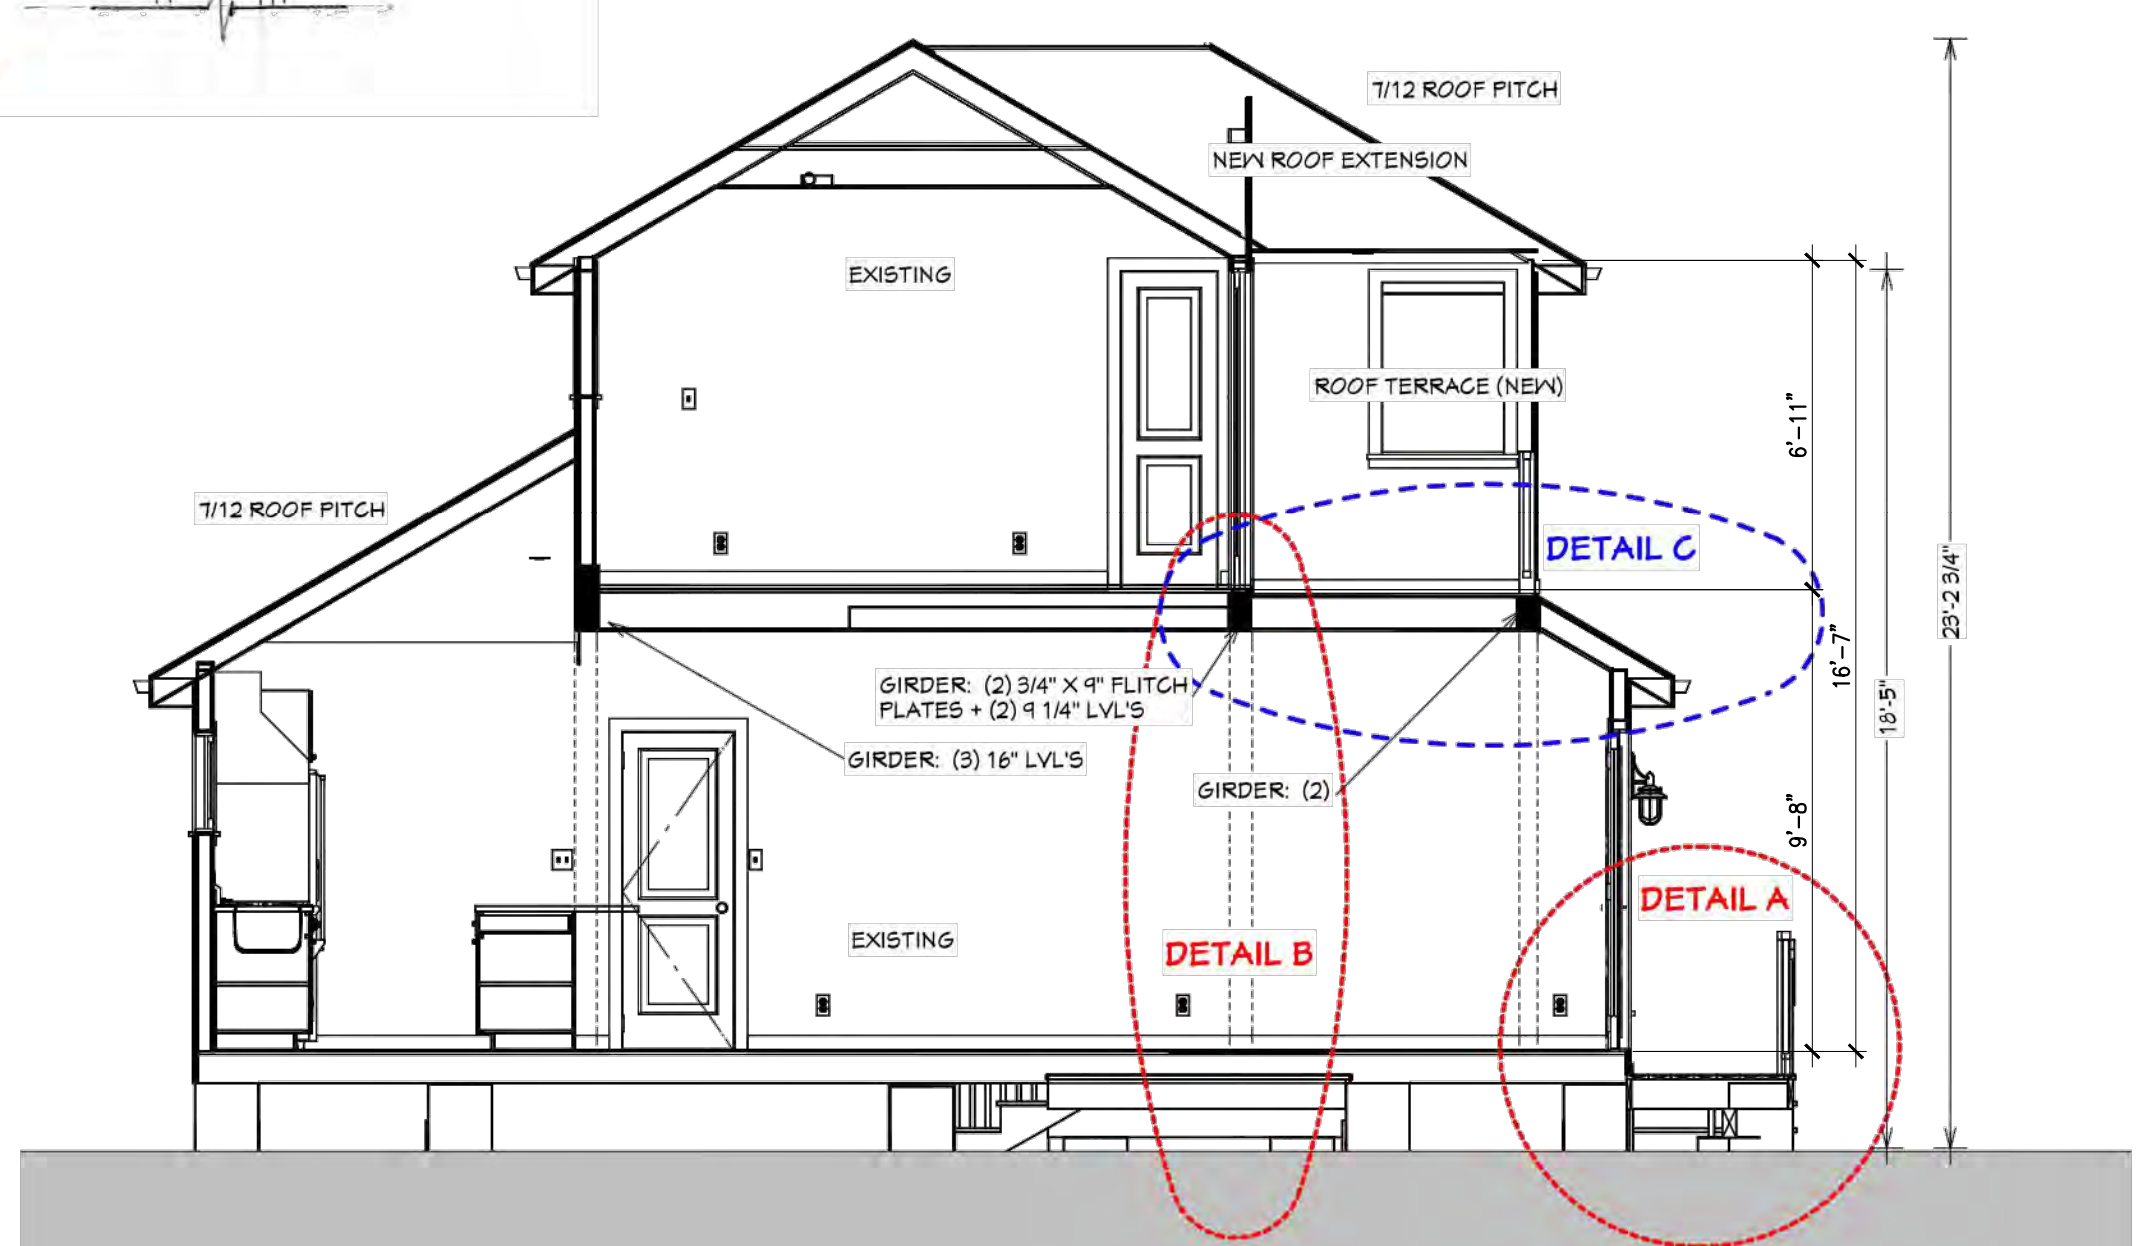 7/12 ROOF PITCH
NEW ROOF EXTENSION
EXISTING
ROOF TERRACE (NEW)
6'-11"
7/12 ROOF PITCH
DETAIL C
23'-2 3/4"
16'-7"
18'-5"
GIRDER: (2) 3/4" X 9" FLITCH
PLATES + (2) 9 1/4" LVL'S
GIRDER: (3) 16" LVL'S
GIRDER: (2)
9'-8"
DETAIL A
EXISTING
DETAIL B